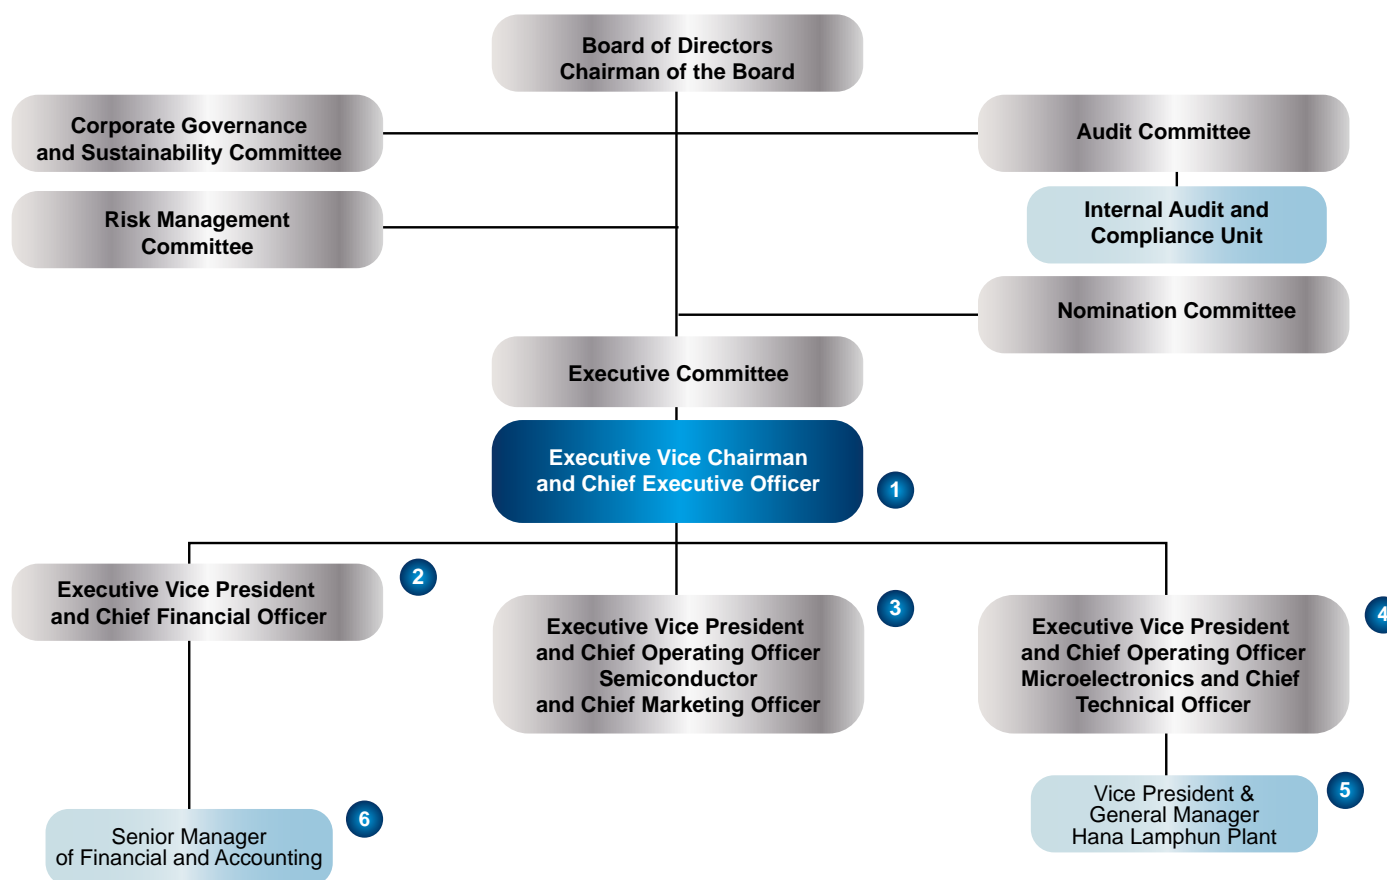 Board of Directors
Chairman of the Board
Corporate Governance
and Sustainability Committee
Audit Committee
Risk Management
Committee
Internal Audit and
Compliance Unit
Nomination Committee
Executive Committee
Executive Vice Chairman
and Chief Executive Officer
1
Executive Vice President
and Chief Financial Officer
2
Executive Vice President
and Chief Operating Officer
Semiconductor
and Chief Marketing Officer
3
Executive Vice President
and Chief Operating Officer
Microelectronics and Chief
Technical Officer
4
Vice President &
General Manager
Hana Lamphun Plant
5
Senior Manager
of Financial and Accounting
6